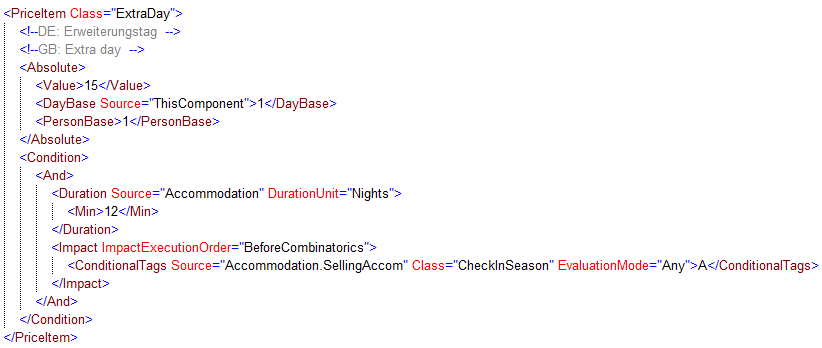 <PriceItem Class="ExtraDay">
<!--DE: Erweiterungstag -->
<!--GB: Extra day -->
<Absolute>
<Value>15</Value>
<DayBase Source="ThisComponent">1</DayBase>
<PersonBase>1</PersonBase>
</Absolute>
<Condition>
<And>
<Duration Source="Accommodation" DurationUnit="Nights">
<Min>12</Min>
</Duration>
<Impact ImpactExecutionOrder="BeforeCombinatorics">
<ConditionalTags Source="Accommodation.SellingAccom" Class="CheckInSeason" EvaluationMode="Any">A</ConditionalTags>
</Impact>
</And>
</Condition>
</PriceItem>